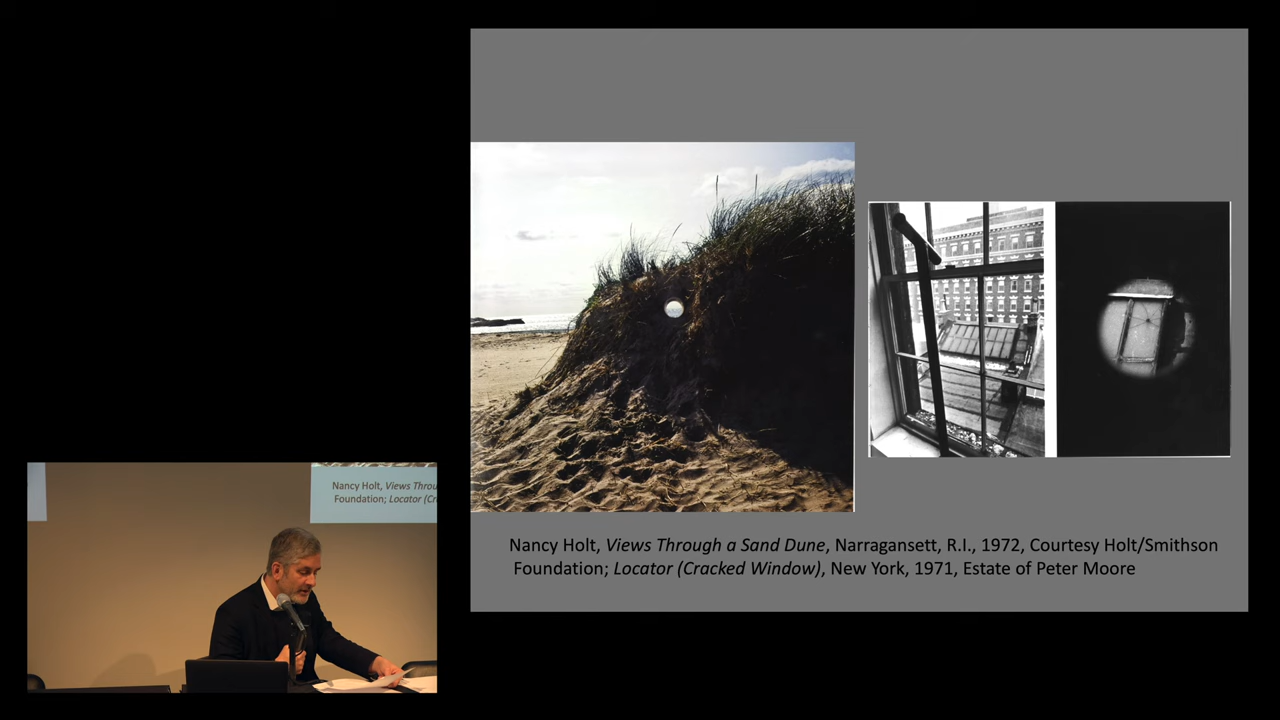 Nancy Holt, Views Through a Sand Dune, Narragansett, R.I., 1972, Courtesy Holt/Smithson
Foundation; Locator (Cracked Window), New York, 1971, Estate of Peter Moore
Nancy Holt, Views Throu
Foundation; Locator (Cr